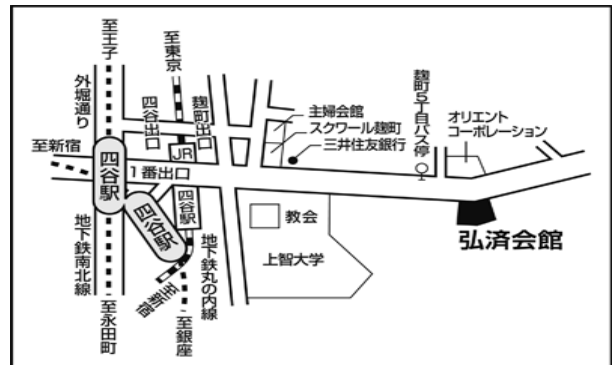 至王子
外堀通り
至東京
四谷出口
麹町出口
至新宿
四谷駅
JR
1番出口
四谷駅
四谷駅
主婦会館
スクワール麹町
三井住友銀行
麹町5丁目バス停
オリエント
コーポレーション
教会
上智大学
弘済会館
地下鉄南北線
至永田町
至新宿
至銀座
地下鉄丸の内線